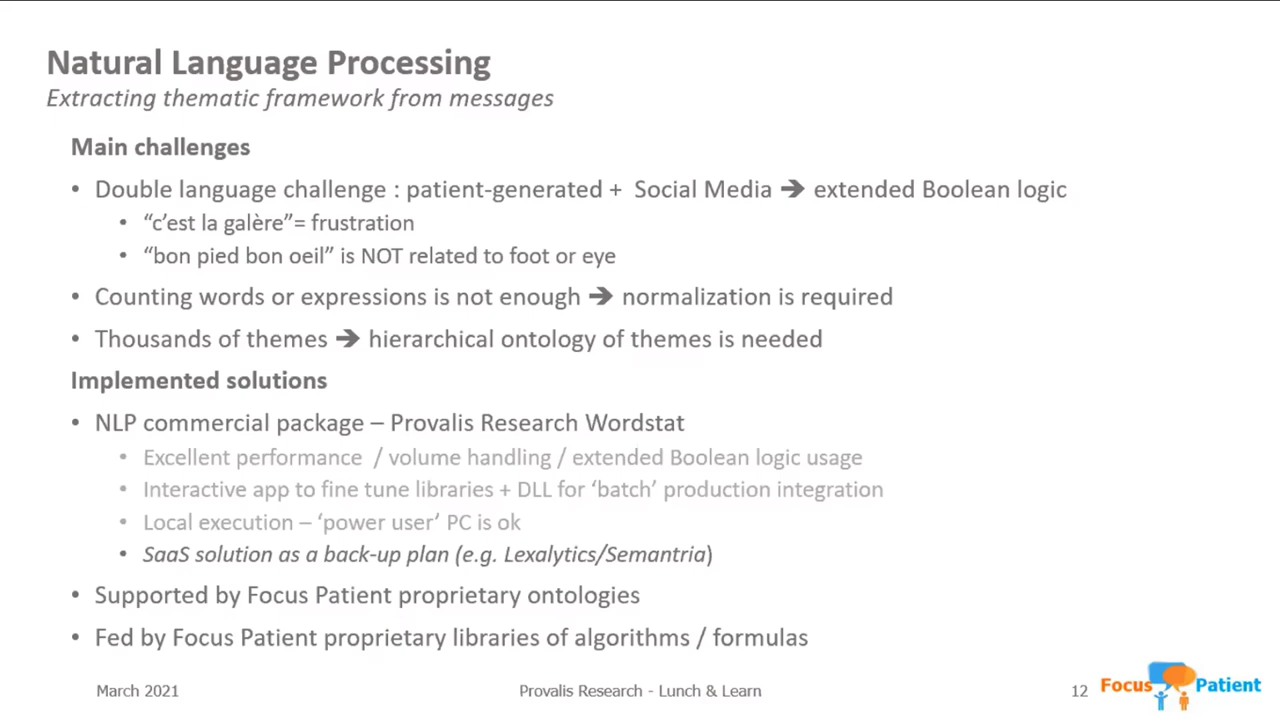 Natural Language Processing
Extracting thematic framework from messages
Main challenges
• Double language challenge : patient-generated + Social Media ➔ extended Boolean logic
• “c’est la galère”= frustration
• “bon pied bon oeil” is NOT related to foot or eye
• Counting words or expressions is not enough ➔ normalization is required
• Thousands of themes ➔ hierarchical ontology of themes is needed
Implemented solutions
• NLP commercial package – Provalis Research Wordstat
• Excellent performance / volume handling / extended Boolean logic usage
• Interactive app to fine tune libraries + DLL for ‘batch’ production integration
• Local execution – ‘power user’ PC is ok
• SaaS solution as a back-up plan (e.g. Lexalytics/Semantria)
• Supported by Focus Patient proprietary ontologies
• Fed by Focus Patient proprietary libraries of algorithms / formulas
March 2021
Provalis Research - Lunch & Learn
12
Focus Patient